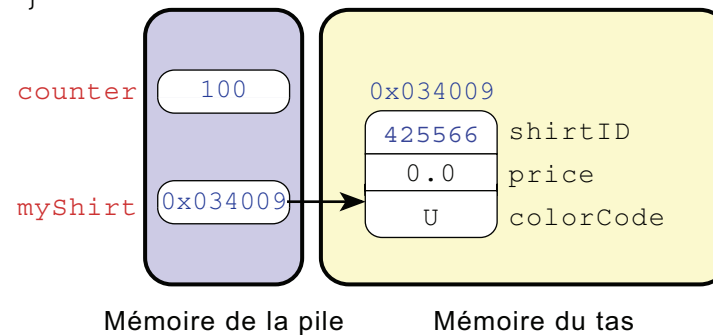 }
counter 100 0x034009
425566 shirtID
0.0 price
myShirt 0x034009
U colorCode
Mémoire de la pile Mémoire du tas